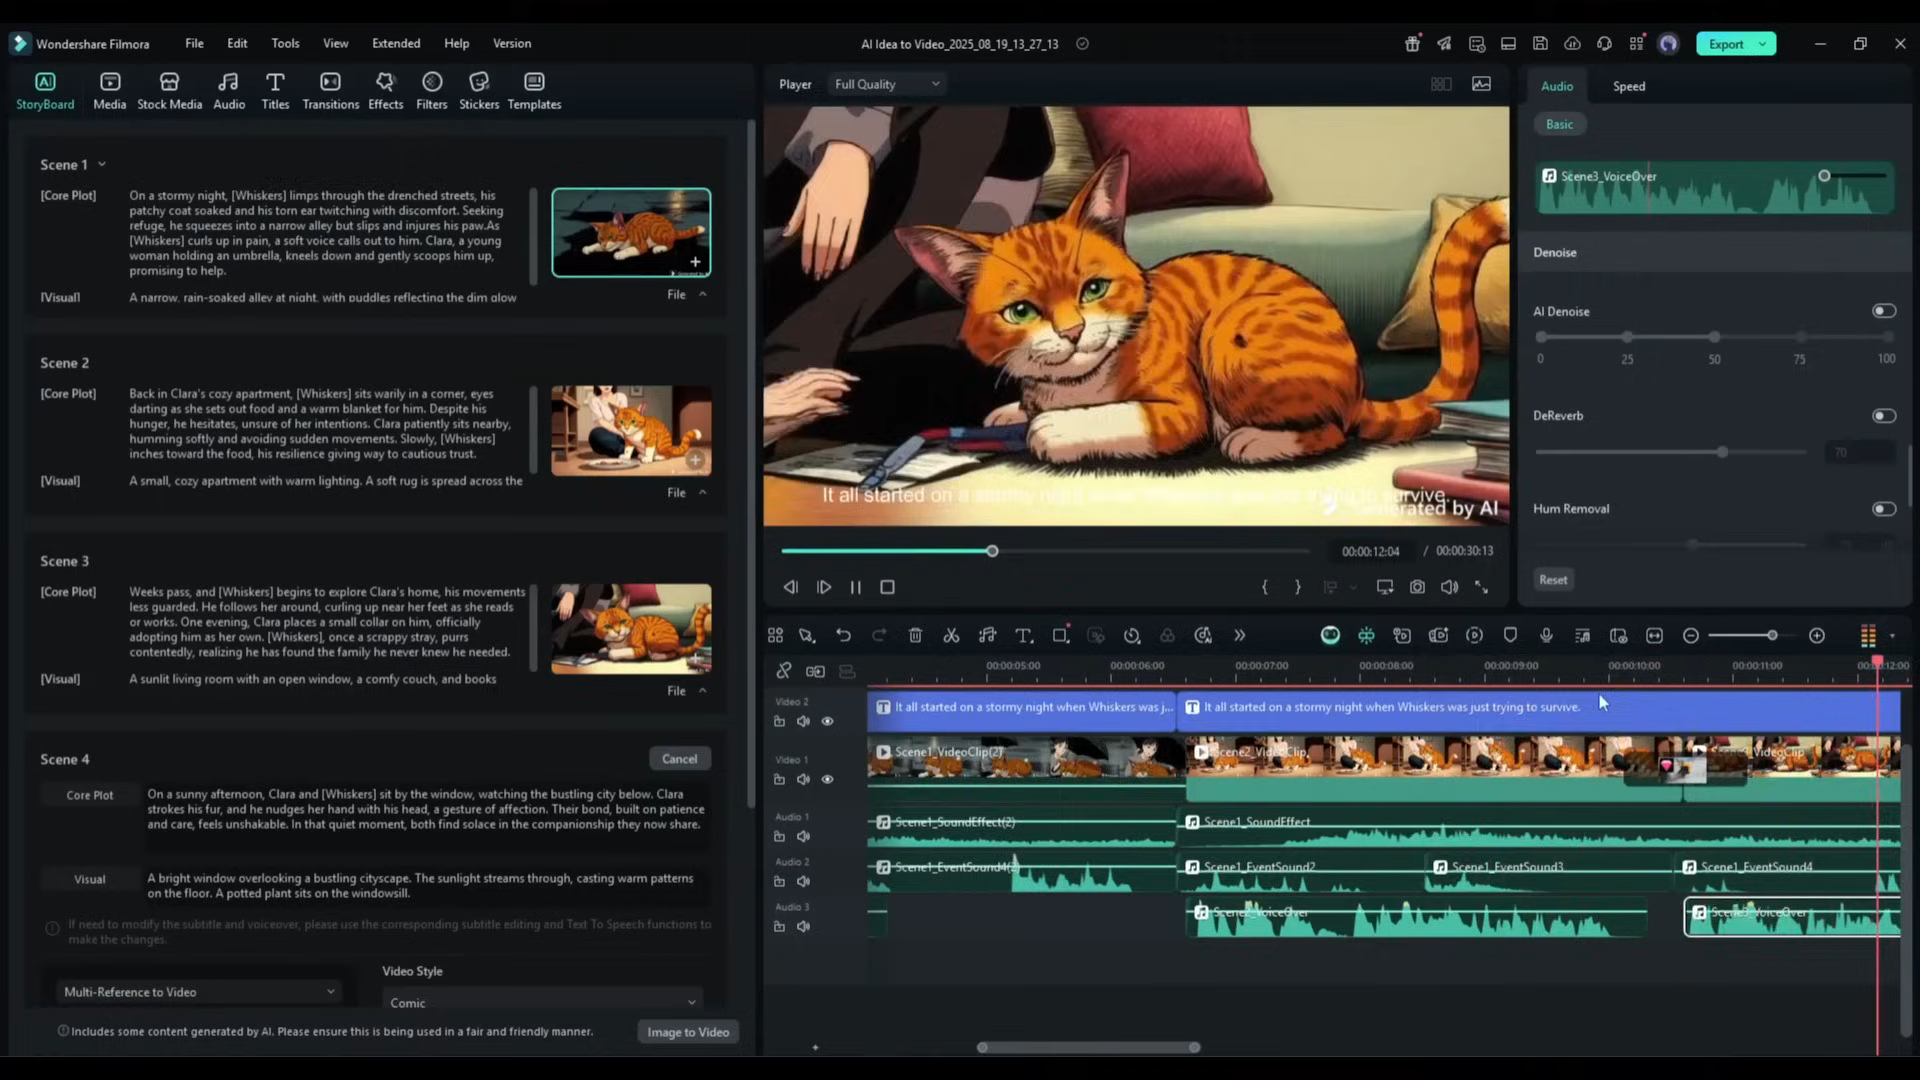 Wondershare Filmora
File Edit Tools View Extended Help Version
AI Idea to Video_2025_08_19_13_27_13
Export
StoryBoard Media Stock Media Audio Titles Transitions Effects Filters Stickers Templates
Scene 1
[Core Plot]
On a stormy night, [Whiskers] limps through the drenched streets, his
patchy coat soaked and his torn ear twitching with discomfort. Seeking
refuge, he squeezes into a narrow alley but slips and injures his paw.As
[Whiskers] curls up in pain, a soft voice calls out to him. Clara, a young
woman holding an umbrella, kneels down and gently scoops him up,
promising to help.
[Visual]
A narrow, rain-soaked alley at night, with puddles reflecting the dim glow
File
Scene 2
[Core Plot]
Back in Clara's cozy apartment, [Whiskers] sits warily in a corner, eyes
darting as she sets out food and a warm blanket for him. Despite his
hunger, he hesitates, unsure of her intentions. Clara patiently sits nearby,
humming softly and avoiding sudden movements. Slowly, [Whiskers]
inches toward the food, his resilience giving way to cautious trust.
[Visual]
A small, cozy apartment with warm lighting. A soft rug is spread across the
File
Scene 3
[Core Plot]
Weeks pass, and [Whiskers] begins to explore Clara's home, his movements
less guarded. He follows her around, curling up near her feet as she reads
or works. One evening, Clara places a small collar on him, officially
adopting him as her own. [Whiskers], once a scrappy stray, purrs
contentedly, realizing he has found the family he never knew he needed.
[Visual]
A sunlit living room with an open window, a comfy couch, and books
File
Scene 4
Cancel
Core Plot
On a sunny afternoon, Clara and [Whiskers] sit by the window, watching the bustling city below. Clara
strokes his fur, and he nudges her hand with his head, a gesture of affection. Their bond, built on patience
and care, feels unshakable. In that quiet moment, both find solace in the companionship they now share.
Visual
A bright window overlooking a bustling cityscape. The sunlight streams through, casting warm patterns
on the floor. A potted plant sits on the windowsill.
If need to modify the subtitle and voiceover, please use the corresponding subtitle editing and Text To Speech functions to
make the changes.
Video Style
Multi-Reference to Video
Comic
Includes some content generated by AI. Please ensure this is being used in a fair and friendly manner.
Image to Video
Player Full Quality
It all started on a stormy night when Whiskers was just trying to survive.
Generated by AI
00:00:12:04 / 00:00:30:13
Audio Speed
Basic
Scene3_VoiceOver
Denoise
AI Denoise
0 25 50 75 100
DeReverb
70
Hum Removal
Reset
00:00:05:00 00:00:06:00 00:00:07:00 00:00:08:00 00:00:09:00 00:00:10:00 00:00:11:00 00:00:12:00
Video 2
It all started on a stormy night when Whiskers was j...
It all started on a stormy night when Whiskers was just trying to survive.
Video 1
Scene1_VideoClip(2)
Scene2_VideoClip
Scene3_VideoClip
Audio 1
Scene1_SoundEffect(2)
Scene1_SoundEffect
Audio 2
Scene1_EventSound4(2)
Scene1_EventSound2
Scene1_EventSound3
Scene1_EventSound4
Audio 3
Scene2_VoiceOver
Scene3_VoiceOver